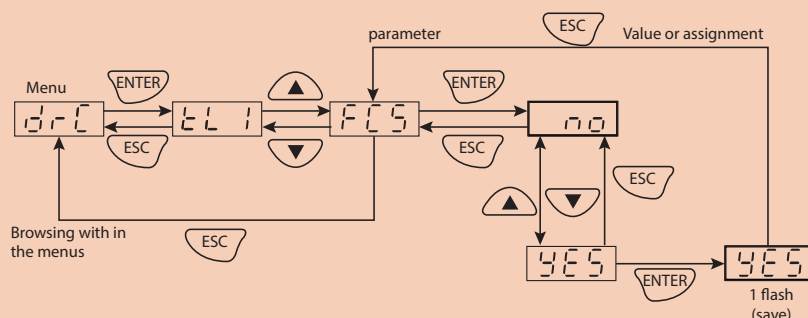 ESC
parameter
Value or assignment
Menu
ENTER
ENTER
drC
tL1
FCS
no
ESC
ESC
ESC
Browsing with in
the menus
ESC
YES
YES
ENTER
1 flash
(save)